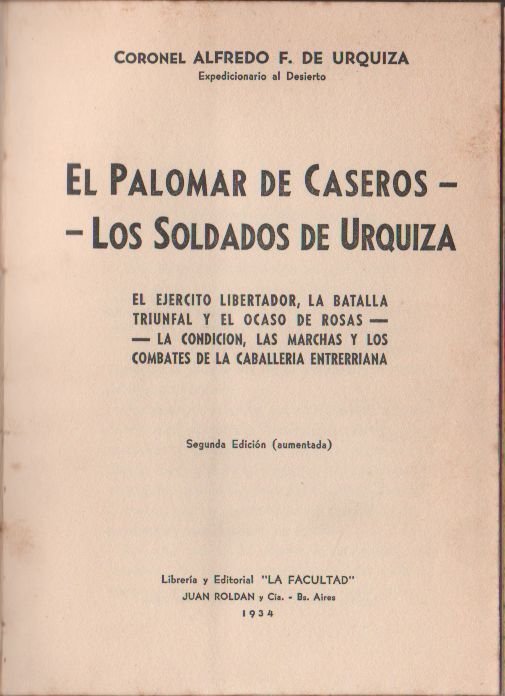 CORONEL ALFREDO F. DE URQUIZA
Expedicionario al Desierto
EL PALOMAR DE CASEROS –
– LOS SOLDADOS DE URQUIZA
EL EJERCITO LIBERTADOR, LA BATALLA
TRIUNFAL Y EL OCASO DE ROSAS —
— LA CONDICION, LAS MARCHAS Y LOS
COMBATES DE LA CABALLERIA ENTRERRIANA
Segunda Edición (aumentada)
Librería y Editorial "LA FACULTAD"
JUAN ROLDAN y Cía. - Bs. Aires
1934